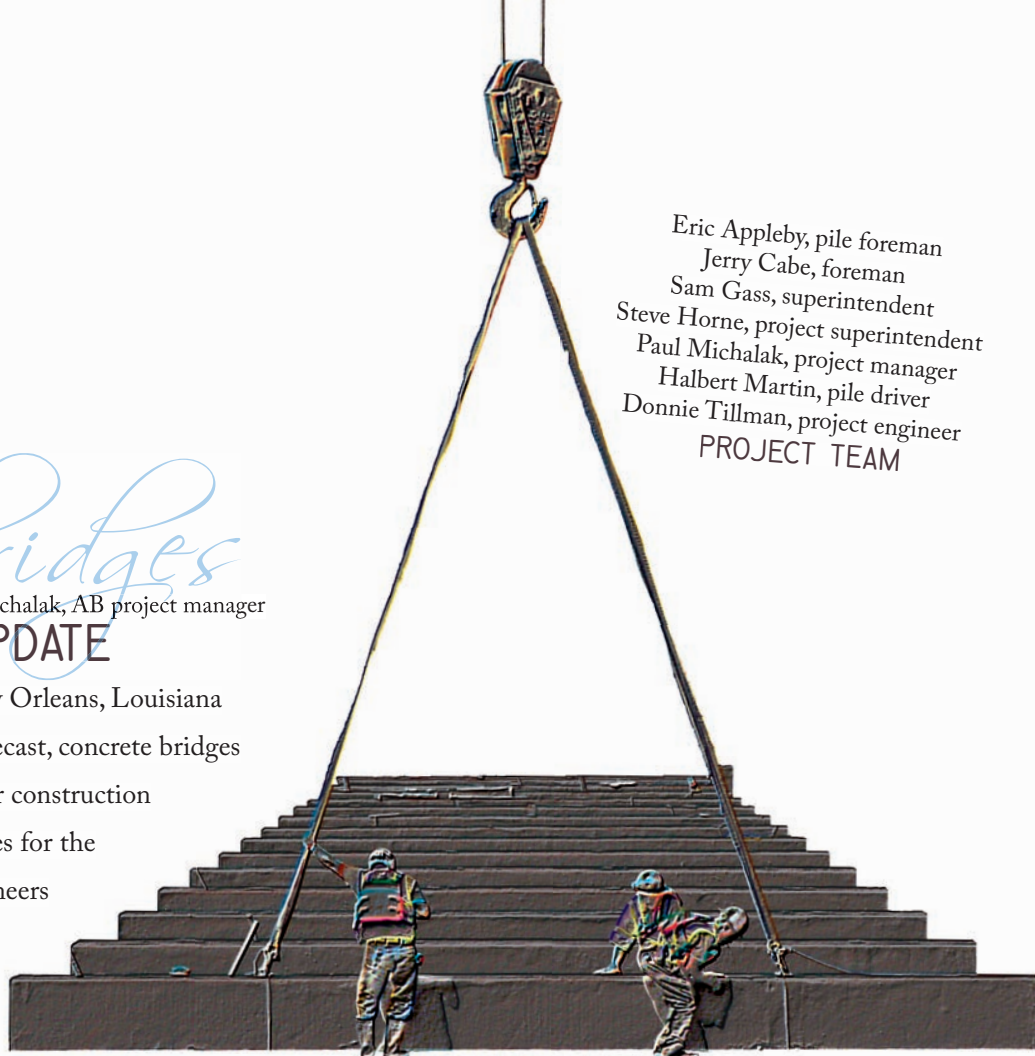 Eric Appleby, pile foreman
Jerry Cabe, foreman
Sam Gass, superintendent
Steve Horne, project superintendent
Paul Michalak, project manager
Halbert Martin, pile driver
Donnie Tillman, project engineer
PROJECT TEAM
ridges
chalak, AB project manager
PDATE
Orleans, Louisiana
ecast, concrete bridges
r construction
es for the
neers